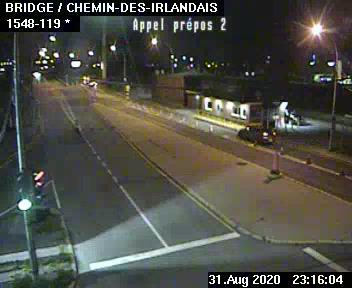 BRIDGE / CHEMIN-DES-IRLANDAIS
1548-119 *
Appel prépos 2
31.Aug 2020 23:16:04